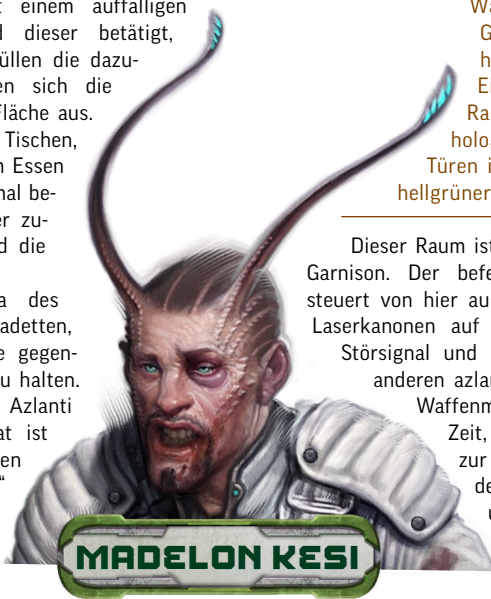 t einem auffälligen
d dieser betätigt,
üllen die dazu-
en sich die
Fläche aus.
Tischen,
n Essen
nal be-
er zu-
d die
a des
adetten,
e gegen-
u halten.
Azlanti
at ist
en
“
Wa
G
h
Ei
Ra
holo
Türen i
hellgrüner
Dieser Raum ist
Garnison. Der befe
steuert von hier au
Laserkanonen auf
Störsignal und
anderen azlan
Waffenm
Zeit,
zur
de
u
MADELON KESI